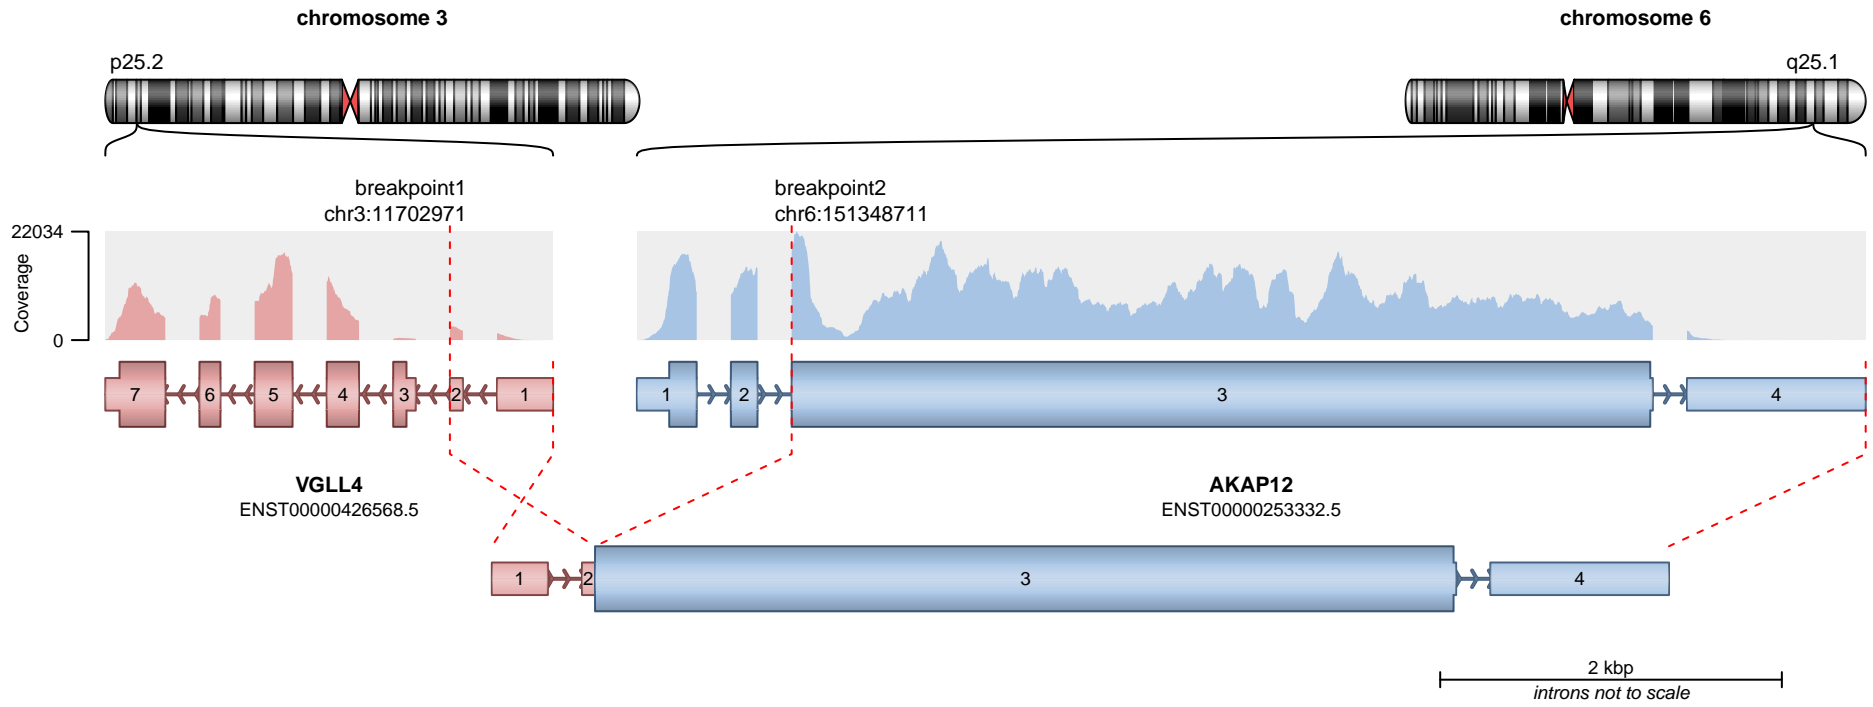 chromosome 3
chromosome 6
p25.2
q25.1
breakpoint1
chr3:11702971
breakpoint2
chr6:151348711
22034
Coverage
0
7 6 5 4 3 2 1
1 2 3 4
VGLL4
ENST00000426568.5
AKAP12
ENST00000253332.5
1 2 3 4
2 kbp
introns not to scale